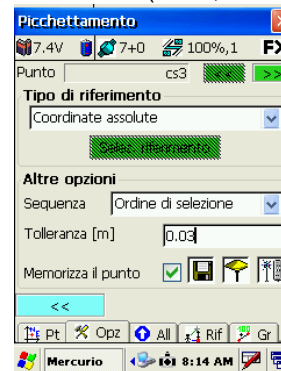 Picchettamento
7.4V 7+0 100%,1 FX
Punto cs3 << >>
Tipo di riferimento
Coordinate assolute
Selez. riferimento
Altre opzioni
Sequenza Ordine di selezione
Tolleranza [m] 0.03
Memorizza il punto
<<
Pt Opz All Rif Gr
Mercurio 8:14 AM